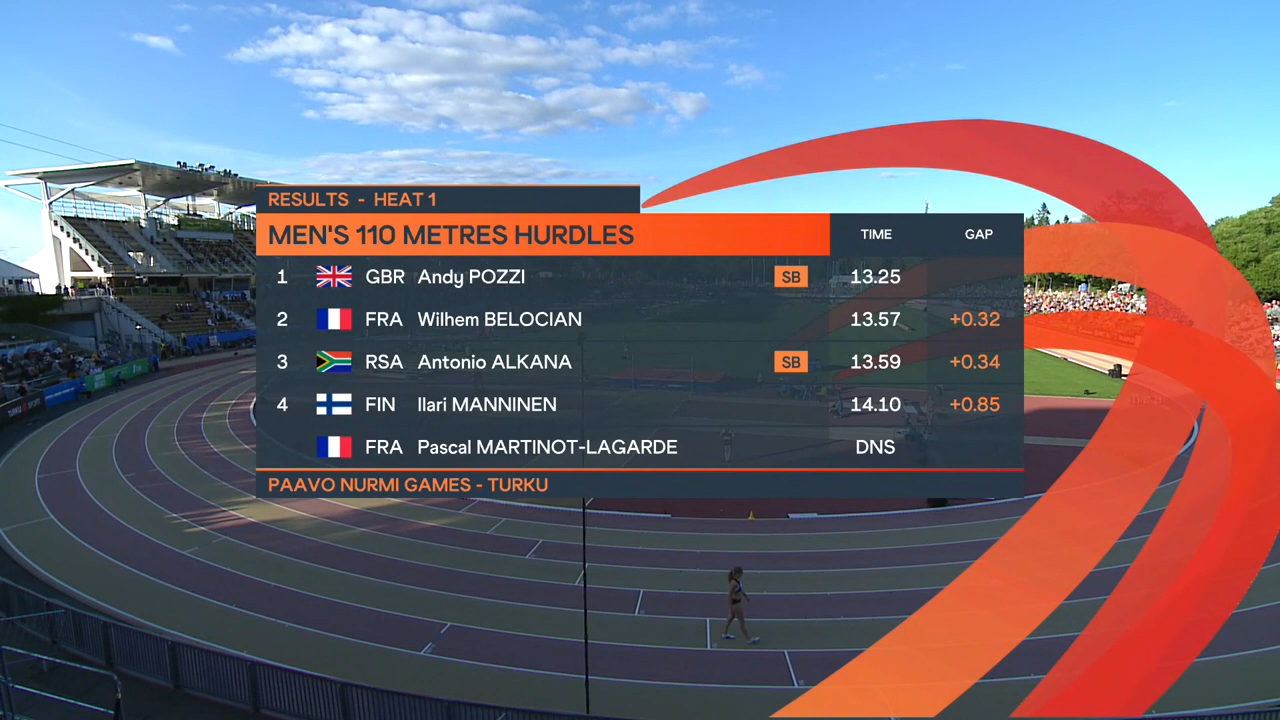 RESULTS - HEAT 1
MEN'S 110 METRES HURDLES TIME GAP
1 GBR Andy POZZI SB 13.25
2 FRA Wilhem BELOCIAN 13.57 +0.32
3 RSA Antonio ALKANA SB 13.59 +0.34
4 FIN Ilari MANNINEN 14.10 +0.85
FRA Pascal MARTINOT-LAGARDE DNS
PAAVO NURMI GAMES - TURKU